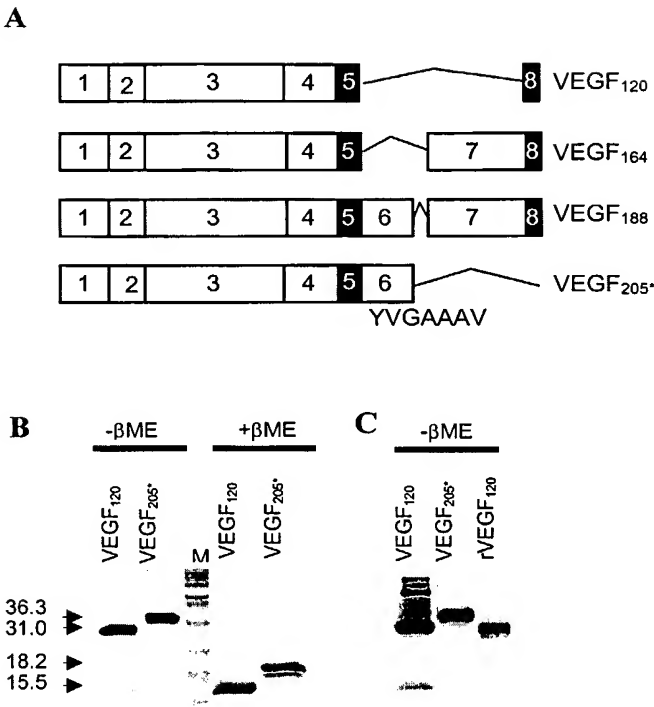 A
1 2 3 4 5 8 VEGF120
1 2 3 4 5 7 8 VEGF164
1 2 3 4 5 6 7 8 VEGF188
1 2 3 4 5 6 VEGF205*
YVGAAAV
B
-βME
+βME
VEGF120
VEGF205*
M
VEGF120
VEGF205*
36.3
31.0
18.2
15.5
C
-βME
VEGF120
VEGF205*
rVEGF120